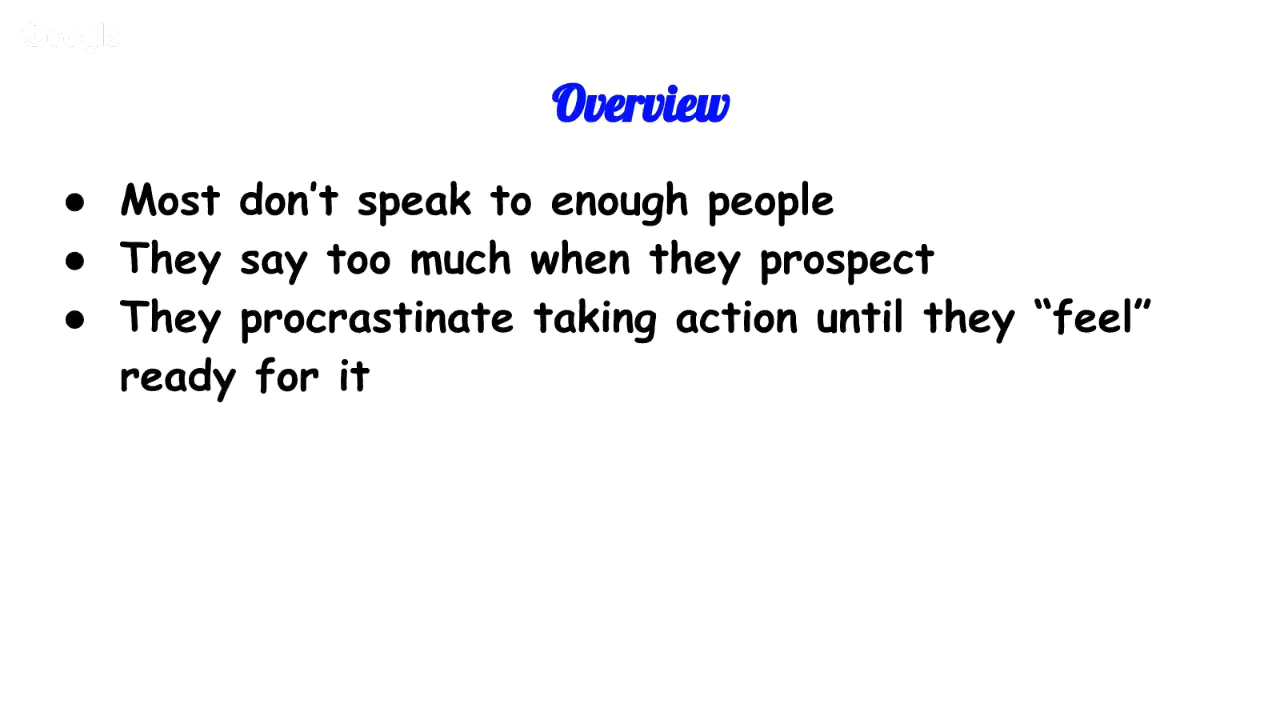 Google
Overview
● Most don't speak to enough people
● They say too much when they prospect
● They procrastinate taking action until they “feel”
ready for it